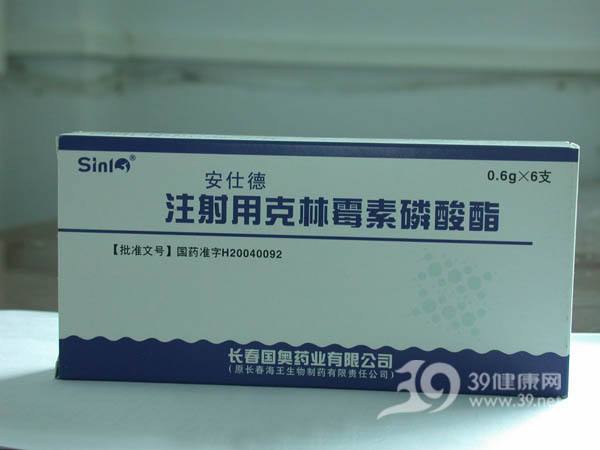 Sinl®
安仕德
0.6g×6支
注射用克林霉素磷酸酯
【批准文号】国药准字H20040092
长春国奥药业有限公司
（原长春海王生物制药有限责任公司）
39健康网
www.39.net